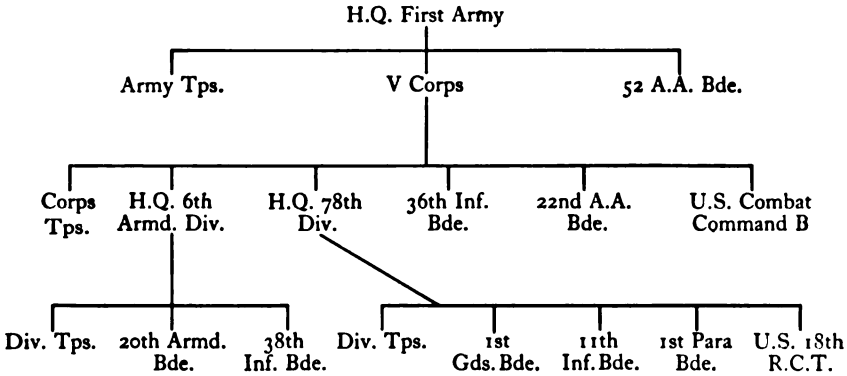 H.Q. First Army
Army Tps. V Corps 52 A.A. Bde.
Corps H.Q. 6th H.Q. 78th 36th Inf. 22nd A.A. U.S. Combat
Tps. Armd. Div. Div. Bde. Bde. Command B
Div. Tps. 20th Armd. 38th Div. Tps. 1st 11th 1st Para U.S. 18th
Bde. Inf. Bde. Gds. Bde. Inf. Bde. Bde. R.C.T.